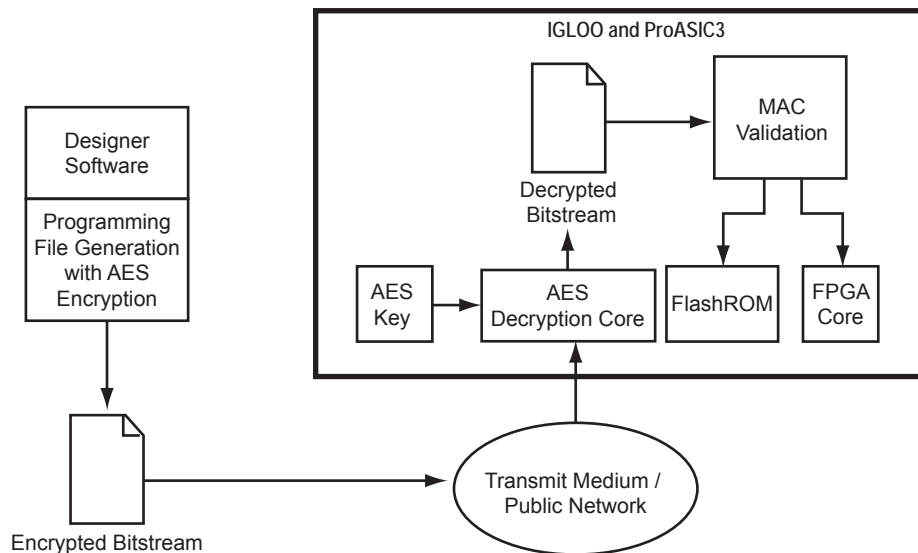 IGLOO and ProASIC3
Designer
Software
Programming
File Generation
with AES
Encryption
Encrypted Bitstream
Transmit Medium /
Public Network
AES
Key
AES
Decryption Core
Decrypted
Bitstream
MAC
Validation
FlashROM
FPGA
Core